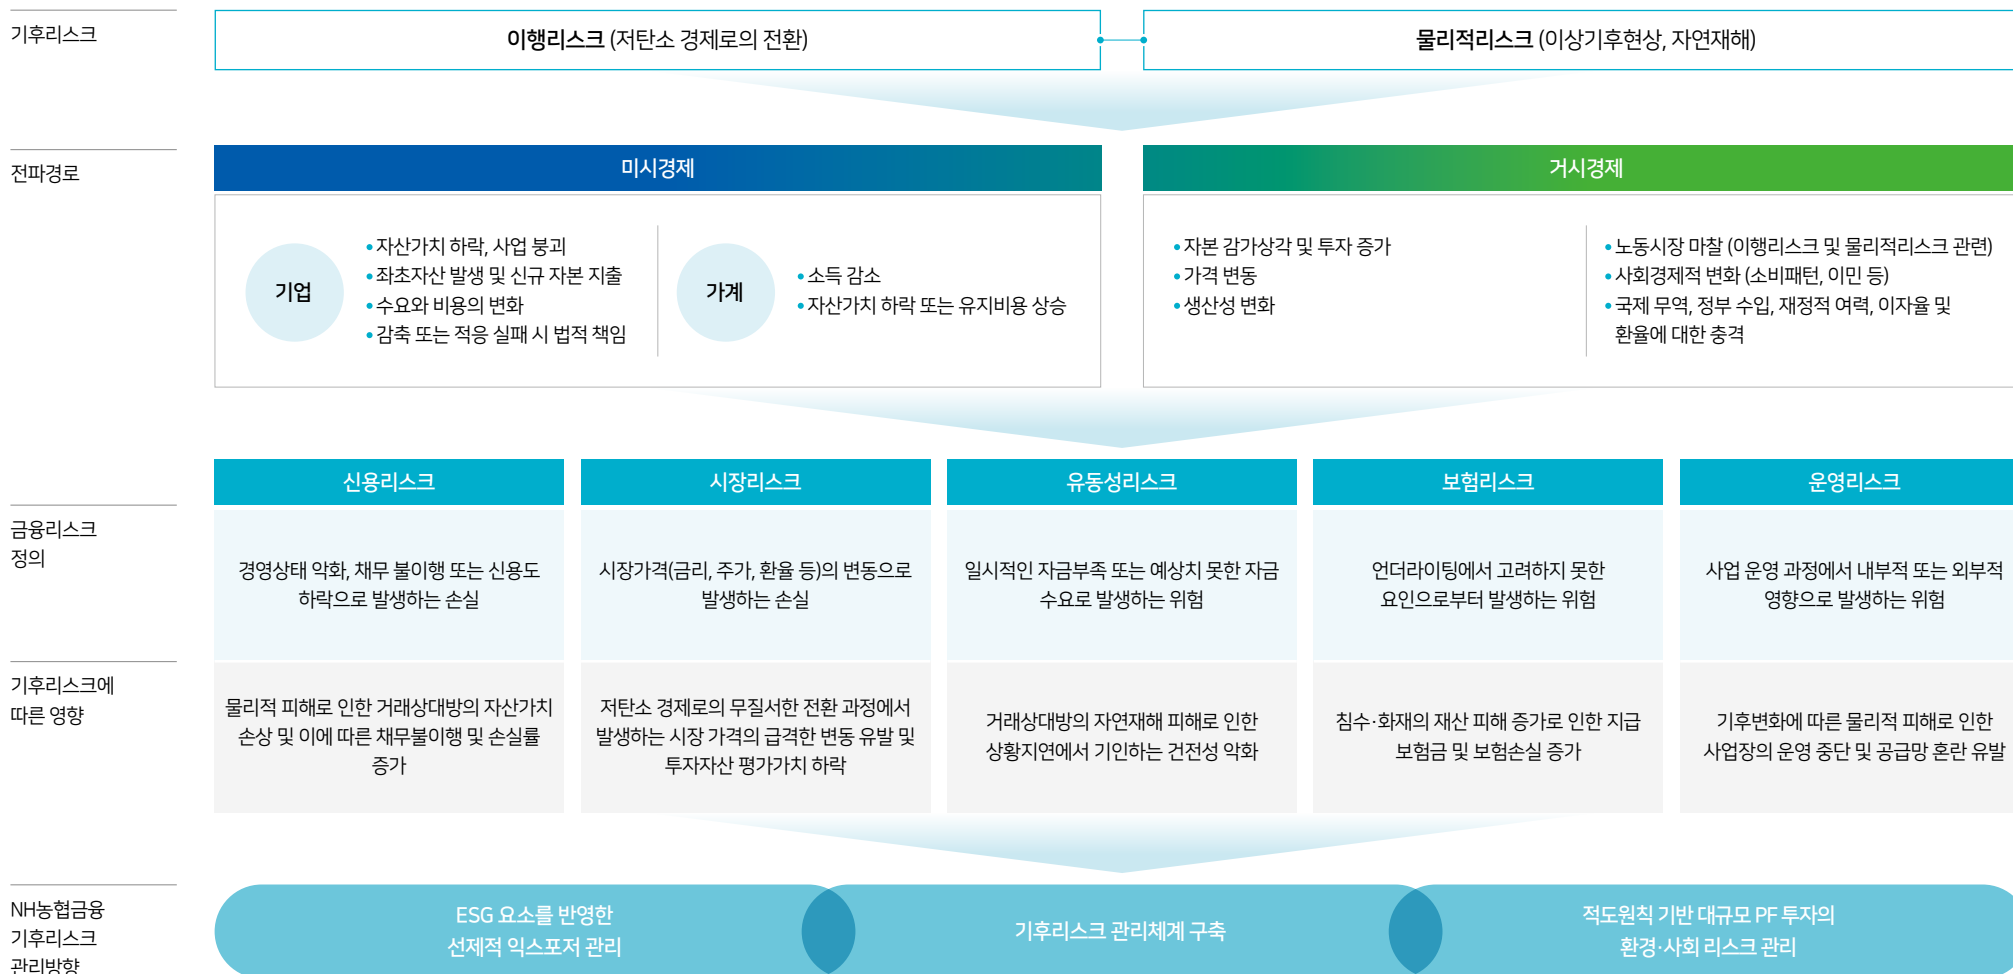 기후리스크
이행리스크 (저탄소 경제로의 전환)
물리적리스크 (이상기후현상, 자연재해)
전파경로
미시경제
기업
•자산가치 하락, 사업 붕괴
•좌초자산 발생 및 신규 자본 지출
•수요와 비용의 변화
•감축 또는 적응 실패 시 법적 책임
가계
•소득 감소
•자산가치 하락 또는 유지비용 상승
거시경제
•자본 감가상각 및 투자 증가
•가격 변동
•생산성 변화
•노동시장 마찰 (이행리스크 및 물리적리스크 관련)
•사회경제적 변화 (소비패턴, 이민 등)
•국제 무역, 정부 수입, 재정적 여력, 이자율 및
환율에 대한 충격
신용리스크
시장리스크
유동성리스크
보험리스크
운영리스크
금융리스크
정의
경영상태 악화, 채무 불이행 또는 신용도
하락으로 발생하는 손실
시장가격(금리, 주가, 환율 등)의 변동으로
발생하는 손실
일시적인 자금부족 또는 예상치 못한 자금
수요로 발생하는 위험
언더라이팅에서 고려하지 못한
요인으로부터 발생하는 위험
사업 운영 과정에서 내부적 또는 외부적
영향으로 발생하는 위험
기후리스크에
따른 영향
물리적 피해로 인한 거래상대방의 자산가치
손상 및 이에 따른 채무불이행 및 손실률
증가
저탄소 경제로의 무질서한 전환 과정에서
발생하는 시장 가격의 급격한 변동 유발 및
투자자산 평가가치 하락
거래상대방의 자연재해 피해로 인한
상황지연에서 기인하는 건전성 악화
침수·화재의 재산 피해 증가로 인한 지급
보험금 및 보험손실 증가
기후변화에 따른 물리적 피해로 인한
사업장의 운영 중단 및 공급망 혼란 유발
NH농협금융
기후리스크
관리방향
ESG 요소를 반영한
선제적 익스포저 관리
기후리스크 관리체계 구축
적도원칙 기반 대규모 PF 투자의
환경·사회 리스크 관리